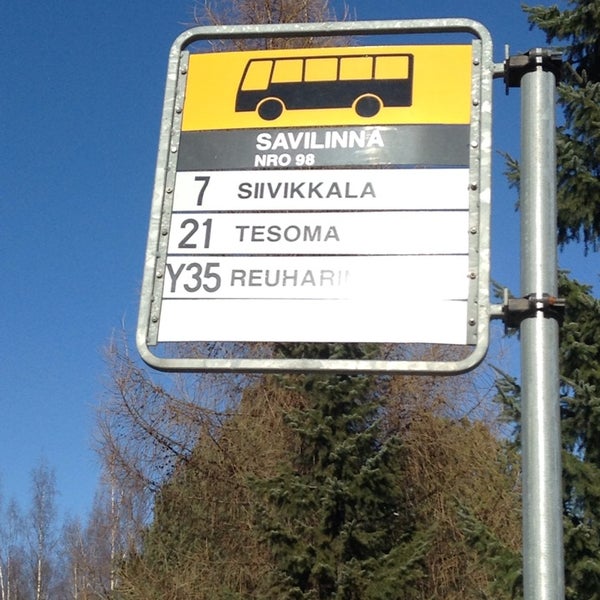 SAVILINNA
NRO 98
7 SIIVIKKALA
21 TESOMA
Y35